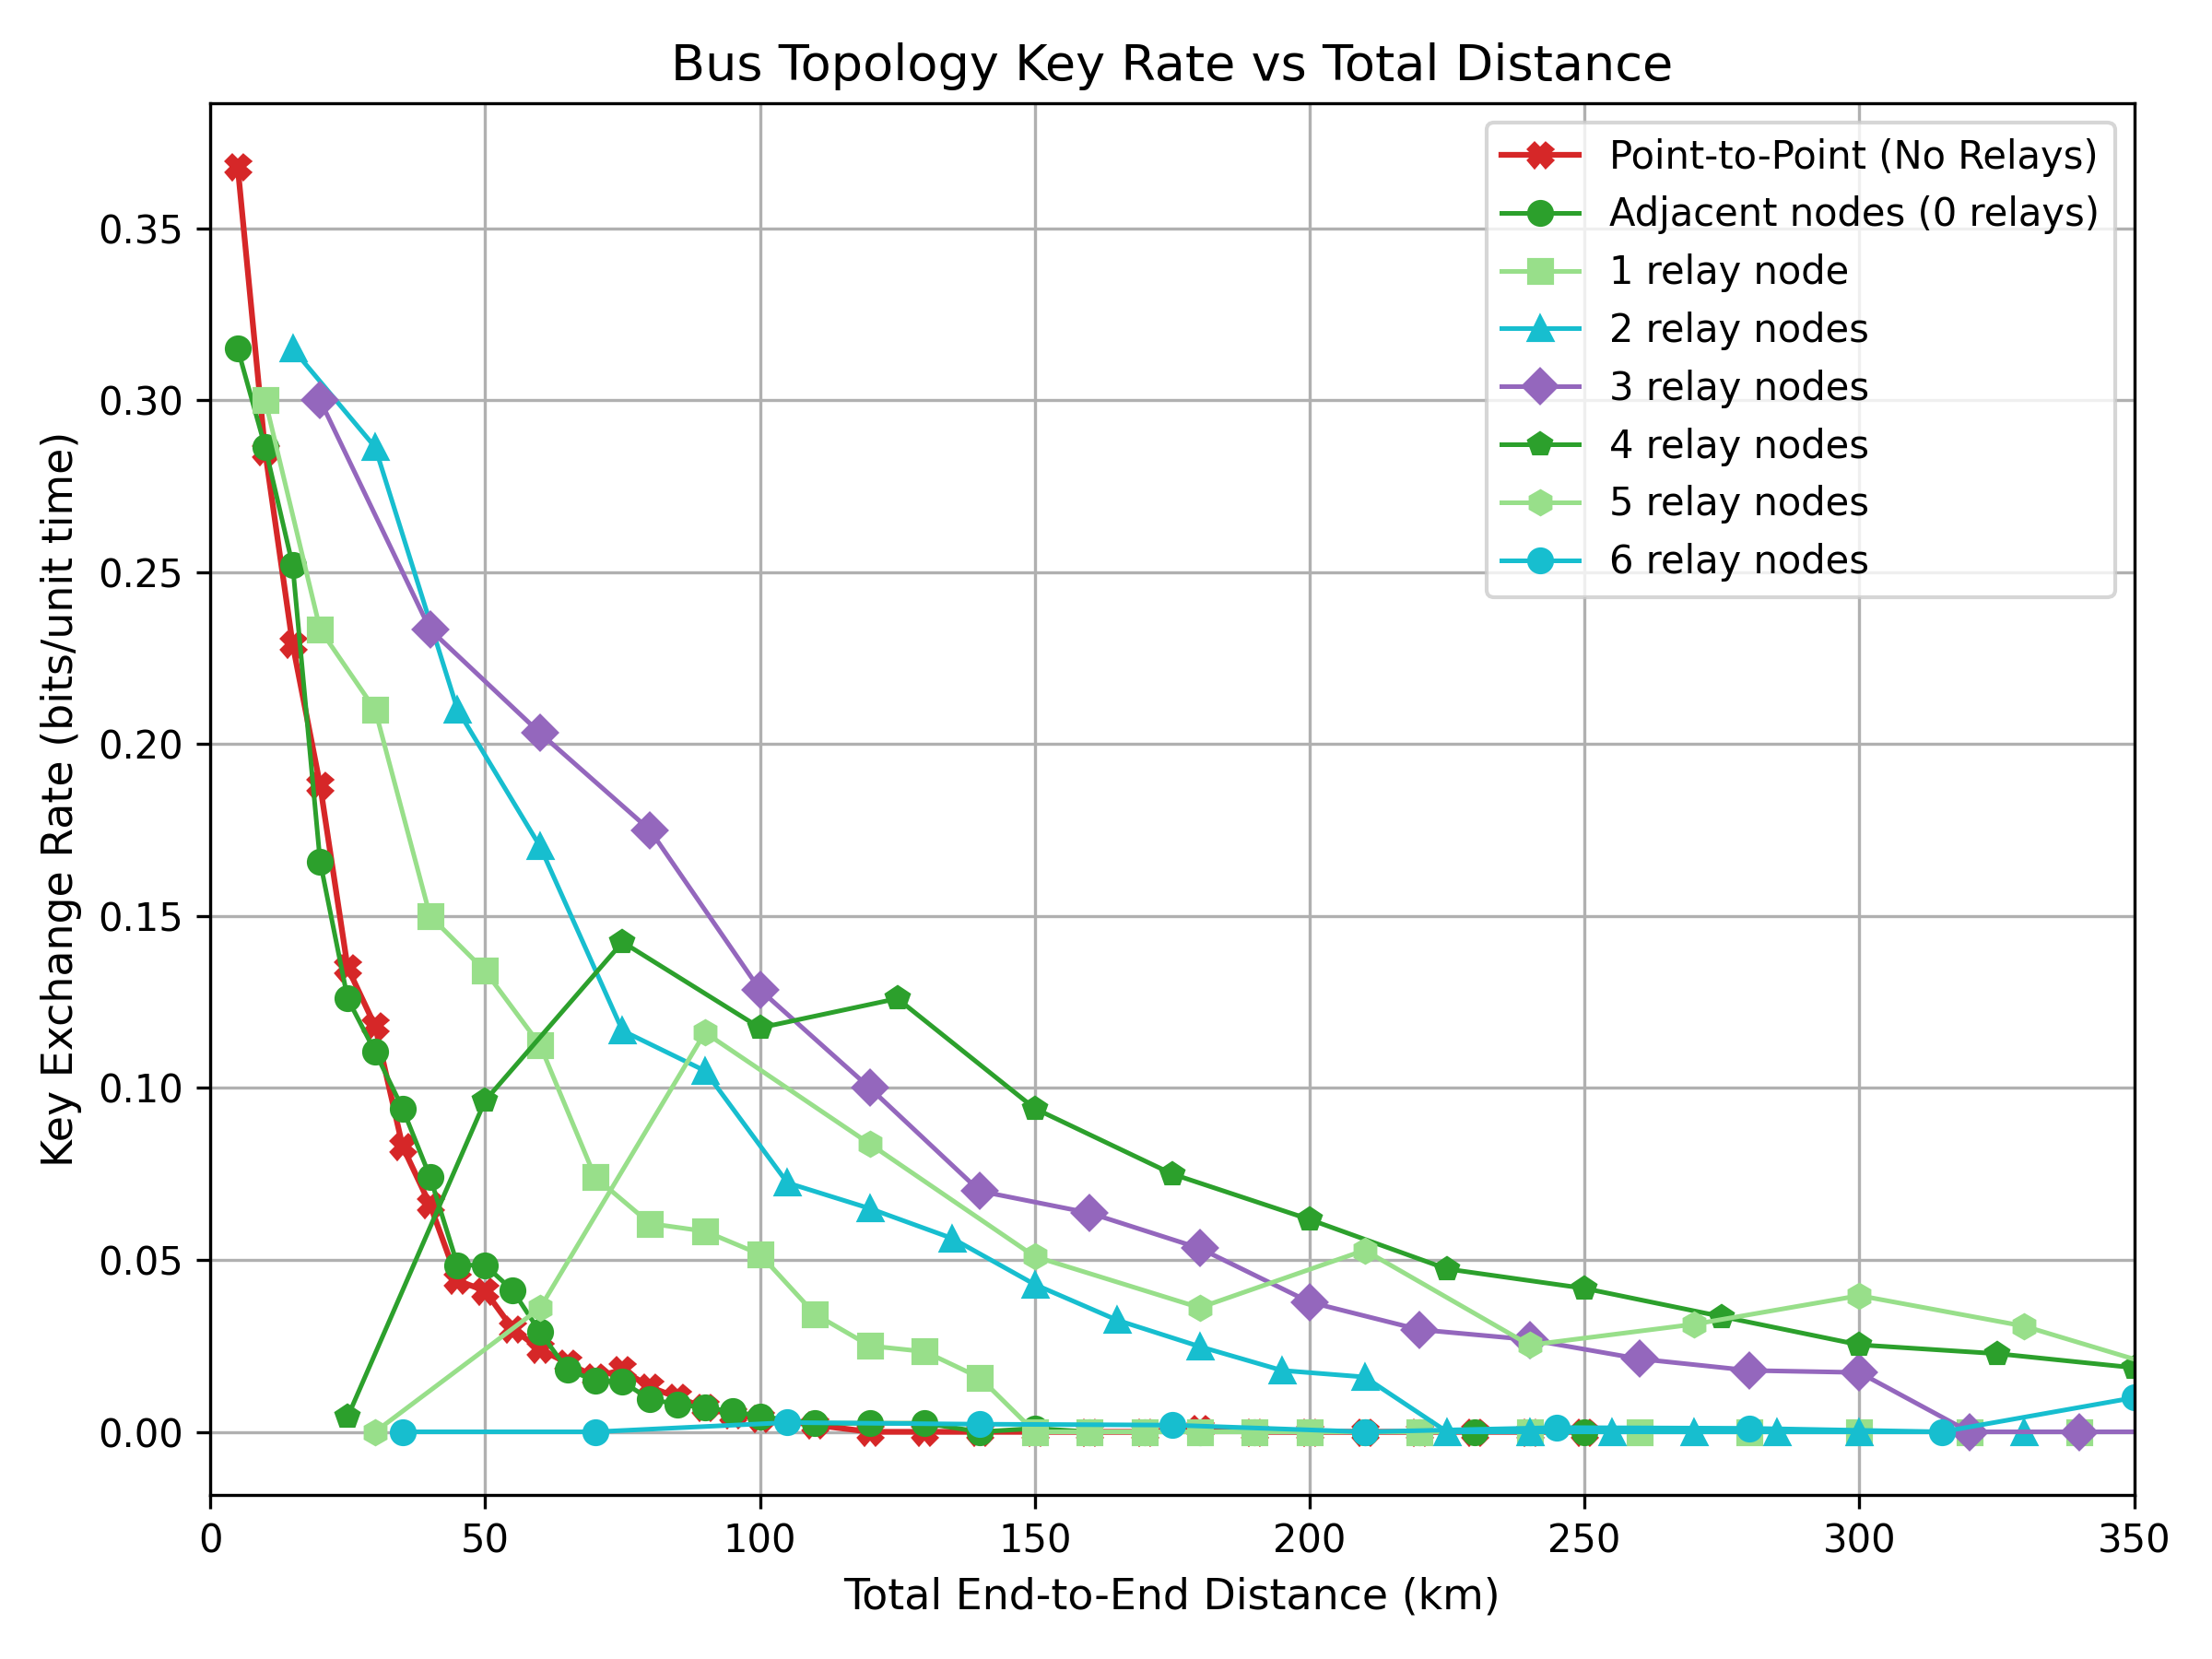 Bus Topology Key Rate vs Total Distance
Key Exchange Rate (bits/unit time)
0.35
0.30
0.25
0.20
0.15
0.10
0.05
0.00
Point-to-Point (No Relays)
Adjacent nodes (0 relays)
1 relay node
2 relay nodes
3 relay nodes
4 relay nodes
5 relay nodes
6 relay nodes
0 50 100 150 200 250 300 350
Total End-to-End Distance (km)